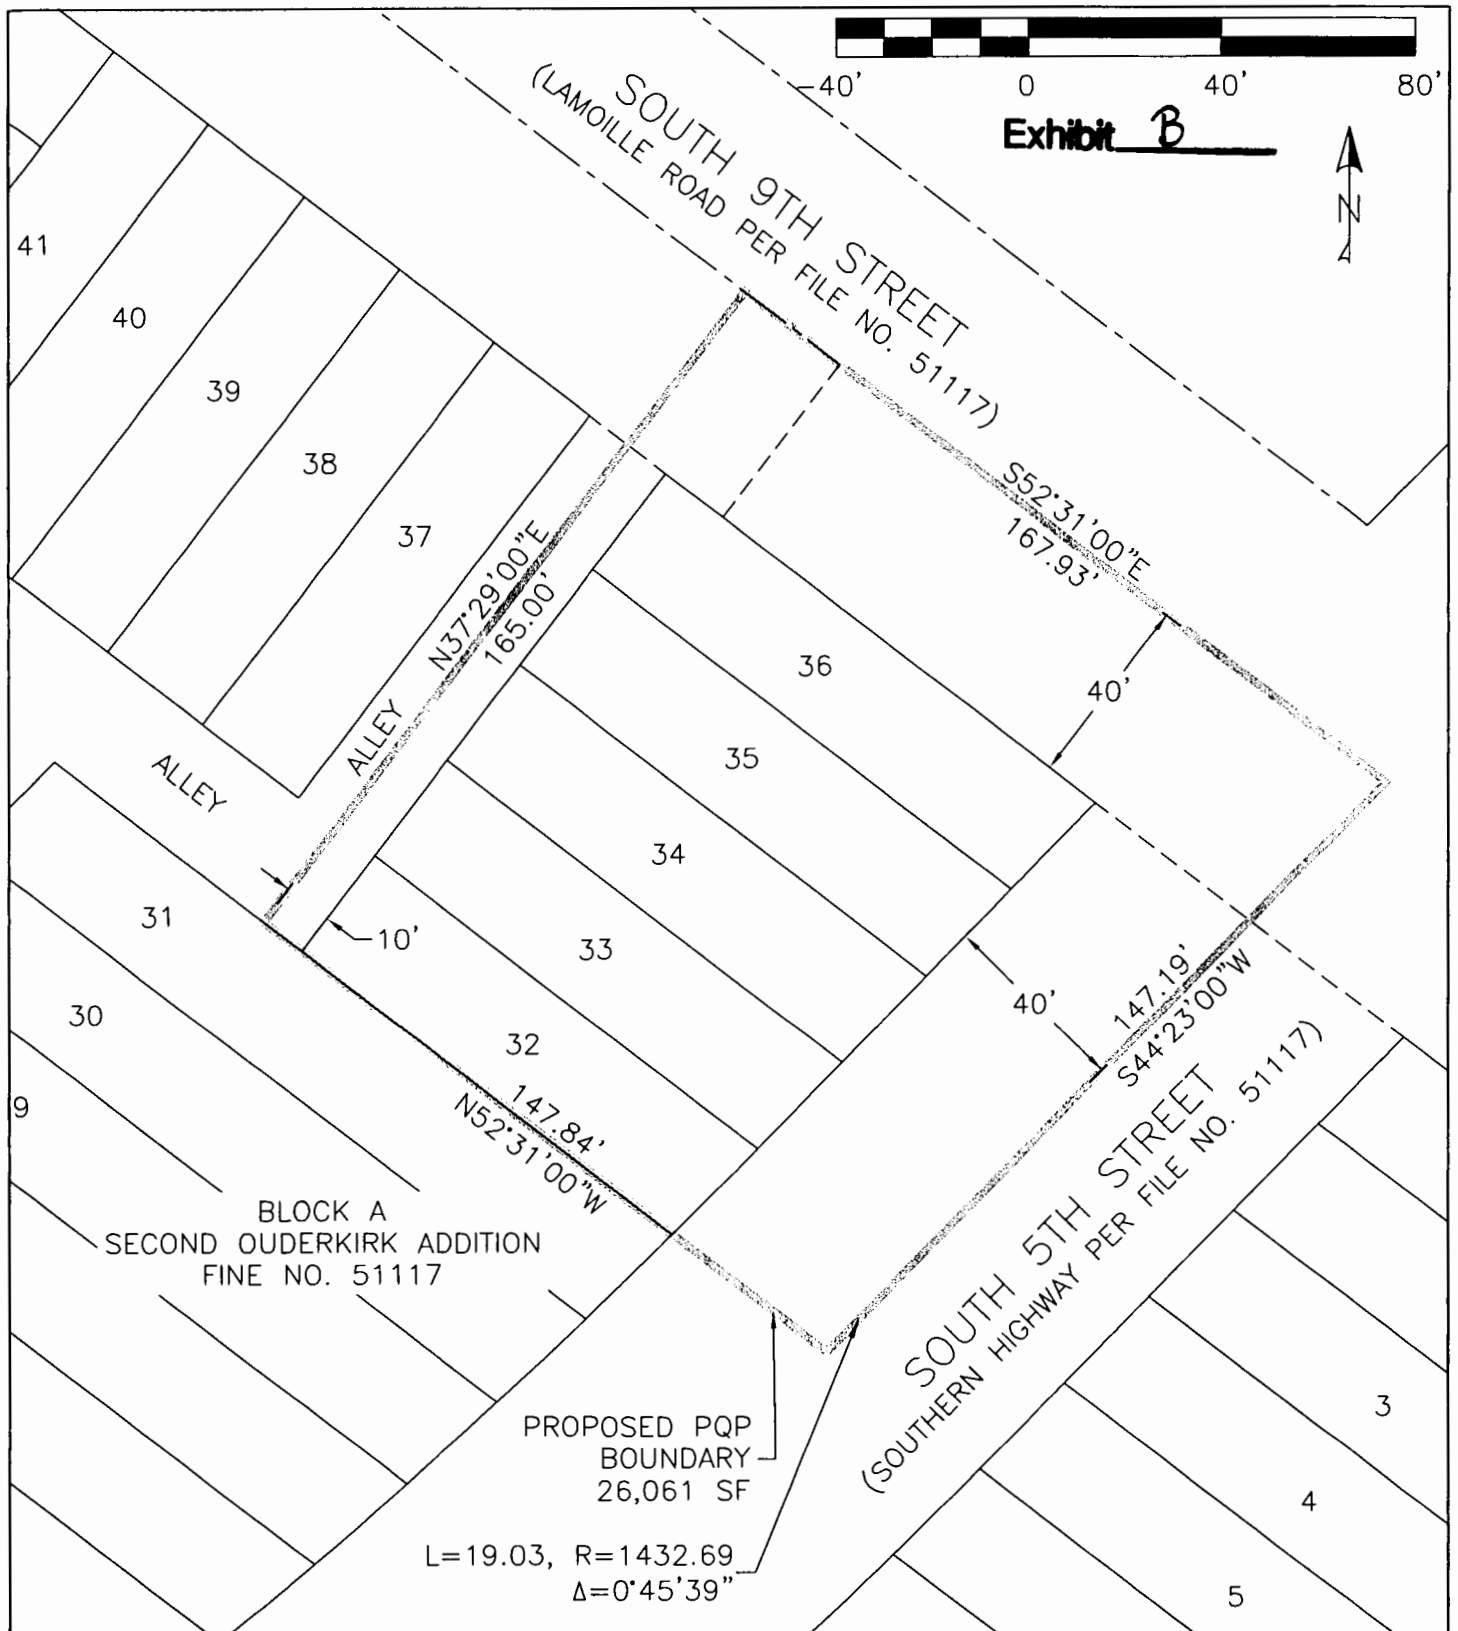 -40' 0 40' 80'
Exhibit B
N
SOUTH 9TH STREET
(LAMOILLE ROAD PER FILE NO. 51117)
41
40
39
38
37
N37°29'00"E
165.00'
S52°31'00"E
167.93'
36
40'
35
ALLEY
ALLEY
34
31
10'
33
30
32
40'
147.19'
S44°23'00"W
9
147.84'
N52°31'00"W
BLOCK A
SECOND OUDERKIRK ADDITION
FINE NO. 51117
SOUTH 5TH STREET
(SOUTHERN HIGHWAY PER FILE NO. 51117)
PROPOSED PQP
BOUNDARY
26,061 SF
3
4
L=19.03, R=1432.69
Δ=0°45'39"
5